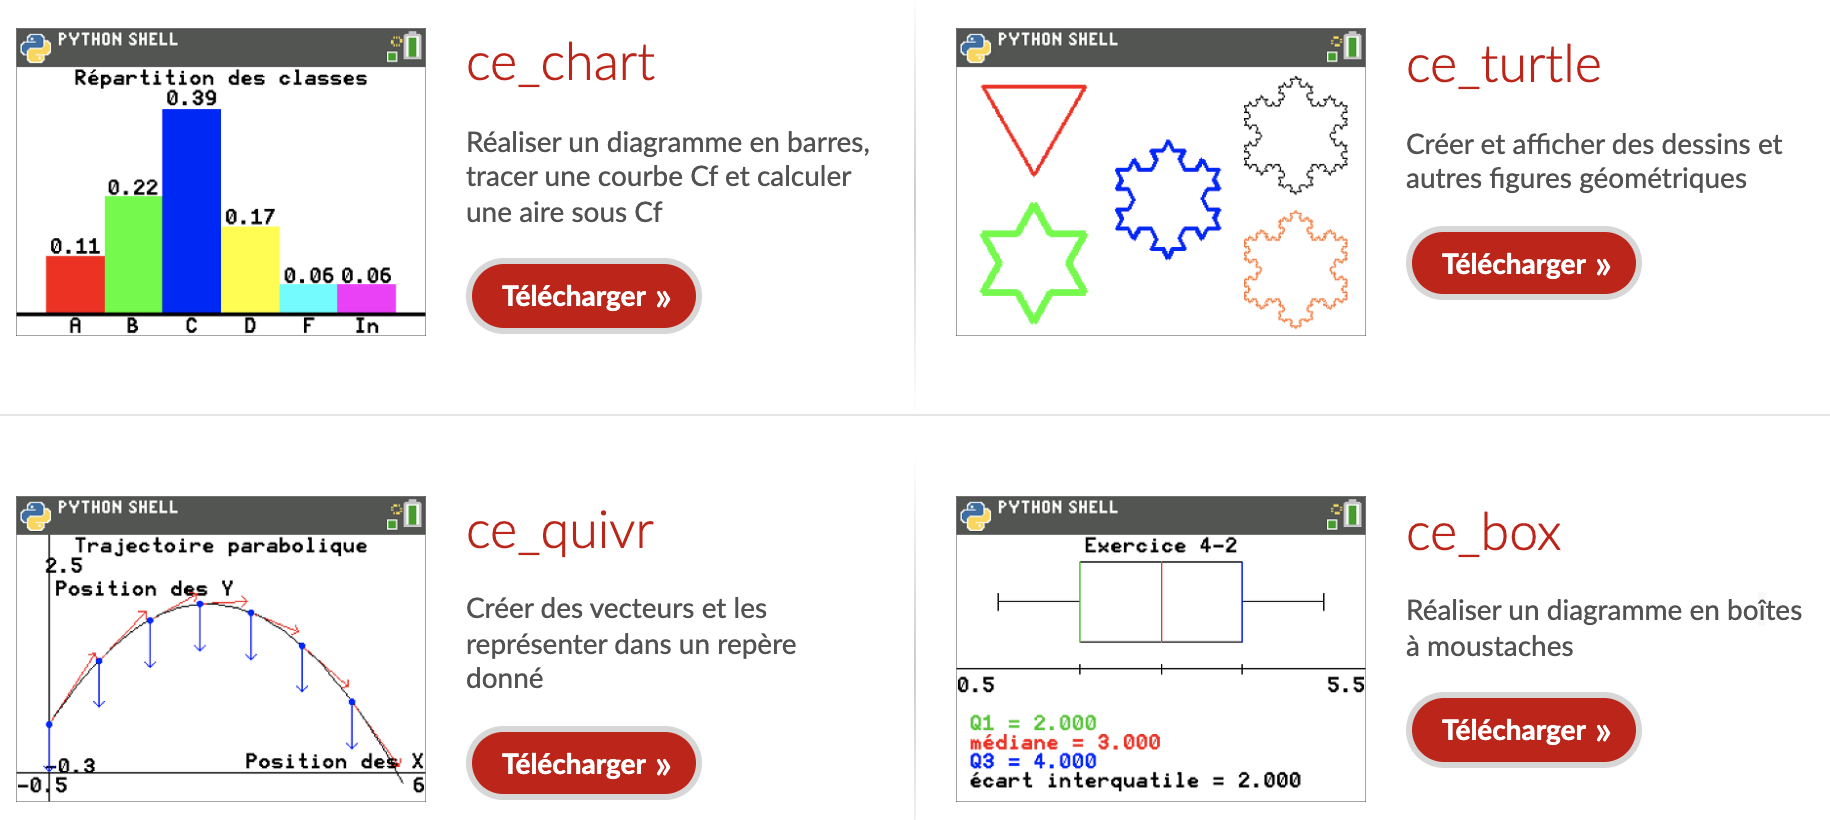 PYTHON SHELL
Répartition des classes
0.39
0.22
0.17
0.11
0.06 0.06
A B C D F In
ce_chart
Réaliser un diagramme en barres,
tracer une courbe Cf et calculer
une aire sous Cf
Télécharger »
PYTHON SHELL
ce_turtle
Créer et afficher des dessins et
autres figures géométriques
Télécharger »
PYTHON SHELL
Trajectoire parabolique
2.5
Position des Y
Position des X
-0.3
-0.5
6
ce_quivr
Créer des vecteurs et les
représenter dans un repère
donné
Télécharger »
PYTHON SHELL
Exercice 4-2
0.5 5.5
Q1 = 2.000
médiane = 3.000
Q3 = 4.000
écart interquatile = 2.000
ce_box
Réaliser un diagramme en boîtes
à moustaches
Télécharger »